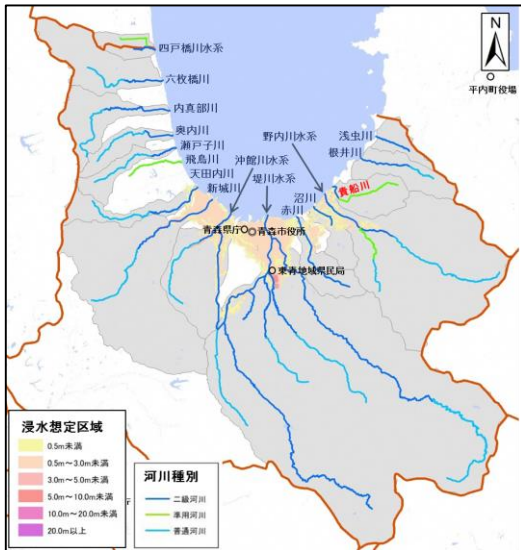 N
平内町役場
四戸橋川水系
六枚橋川
内真部川
奥内川
瀬戸子川
飛鳥川
天田内川
新城川
沖館川水系
堤川水系
野内川水系
浅虫川
根井川
貴船川
沼川
赤川
青森県庁
青森市役所
東青地域県民局
浸水想定区域
0.5m未満
0.5m～3.0m未満
3.0m～5.0m未満
5.0m～10.0m未満
10.0m～20.0m未満
20.0m以上
河川種別
二級河川
準用河川
普通河川